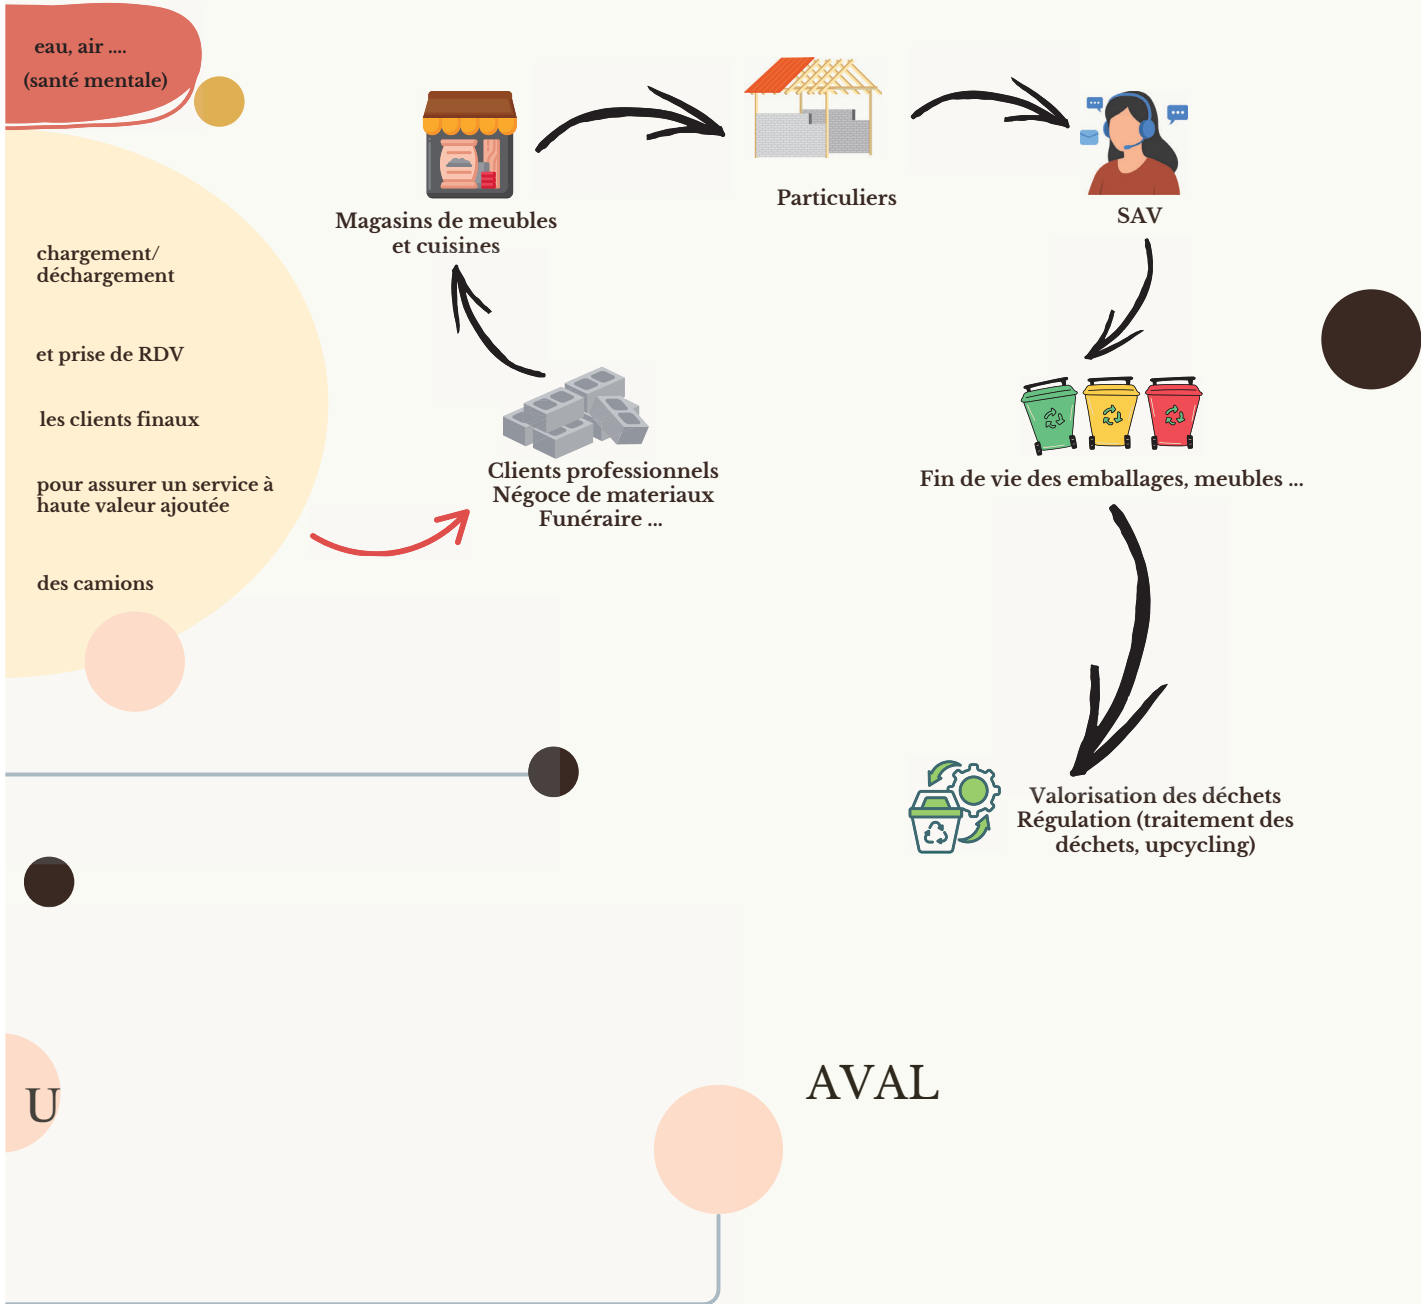 eau, air ....
(santé mentale)
chargement/
déchargement
et prise de RDV
les clients finaux
pour assurer un service à
haute valeur ajoutée
des camions
Magasins de meubles
et cuisines
Particuliers
SAV
Clients professionnels
Négoce de materiaux
Funéraire ...
Fin de vie des emballages, meubles ...
Valorisation des déchets
Régulation (traitement des
déchets, upcycling)
U
AVAL